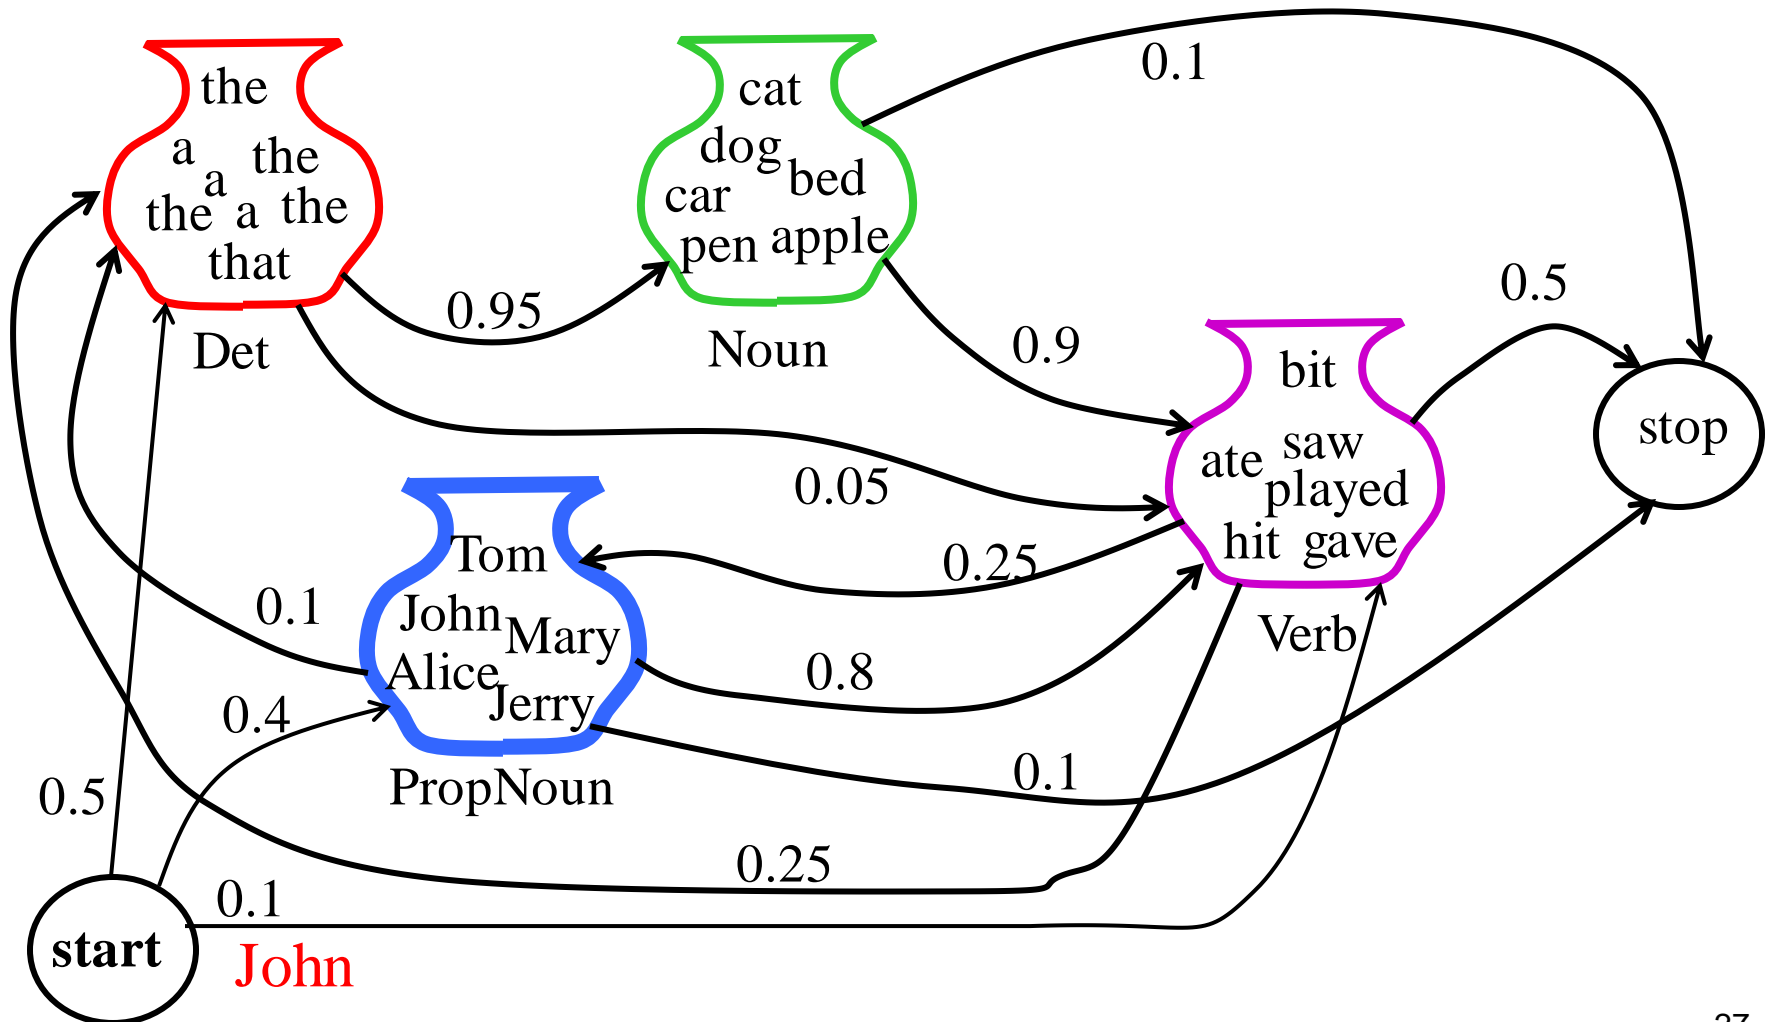 the
a
the
a
the
a
the
that
Det
0.95
cat
dog
bed
car
pen
apple
Noun
0.1
0.9
0.5
bit
saw
ate
played
hit
gave
Verb
stop
0.05
0.25
Tom
John
Mary
Alice
Jerry
PropNoun
0.1
0.8
0.4
0.1
0.5
0.25
0.1
start
John